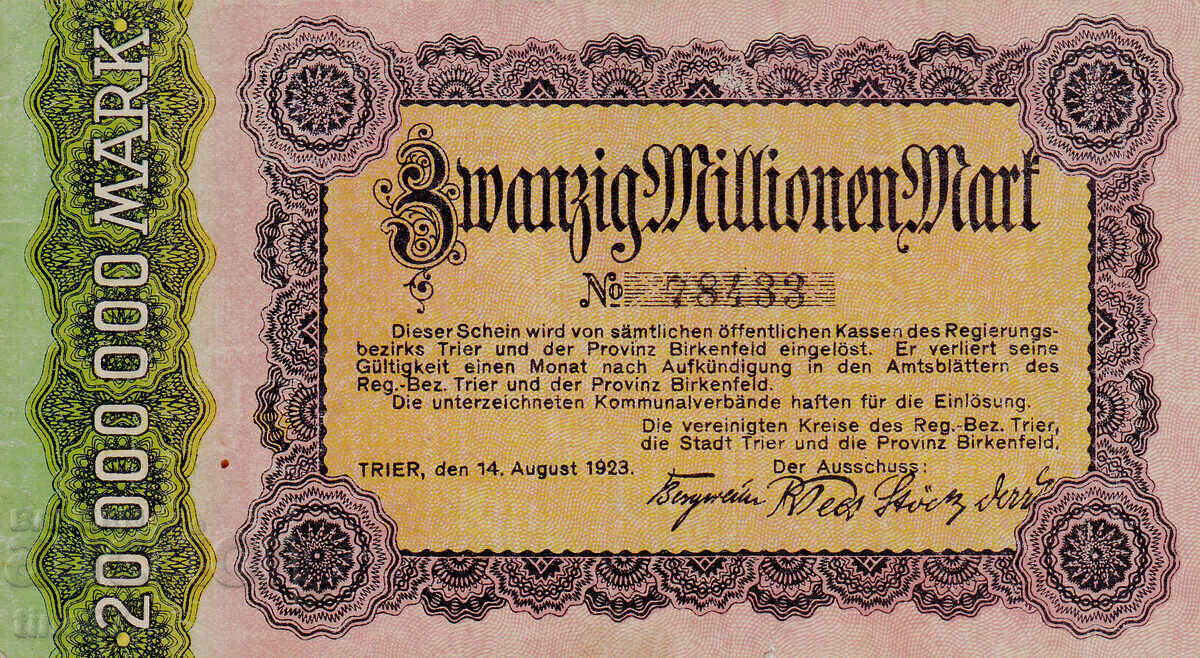 20 000 000 MARK
Zwanzig Millionen Mark
No 78433
Dieser Schein wird von sämtlichen öffentlichen Kassen des Regierungs-
bezirks Trier und der Provinz Birkenfeld eingelöst. Er verliert seine
Gültigkeit einen Monat nach Aufkündigung in den Amtsblättern des
Reg.-Bez. Trier und der Provinz Birkenfeld.
Die unterzeichneten Kommunalverbände haften für die Einlösung.
Die vereinigten Kreise des Reg.-Bez. Trier,
die Stadt Trier und die Provinz Birkenfeld.
TRIER, den 14. August 1923. Der Ausschuss: